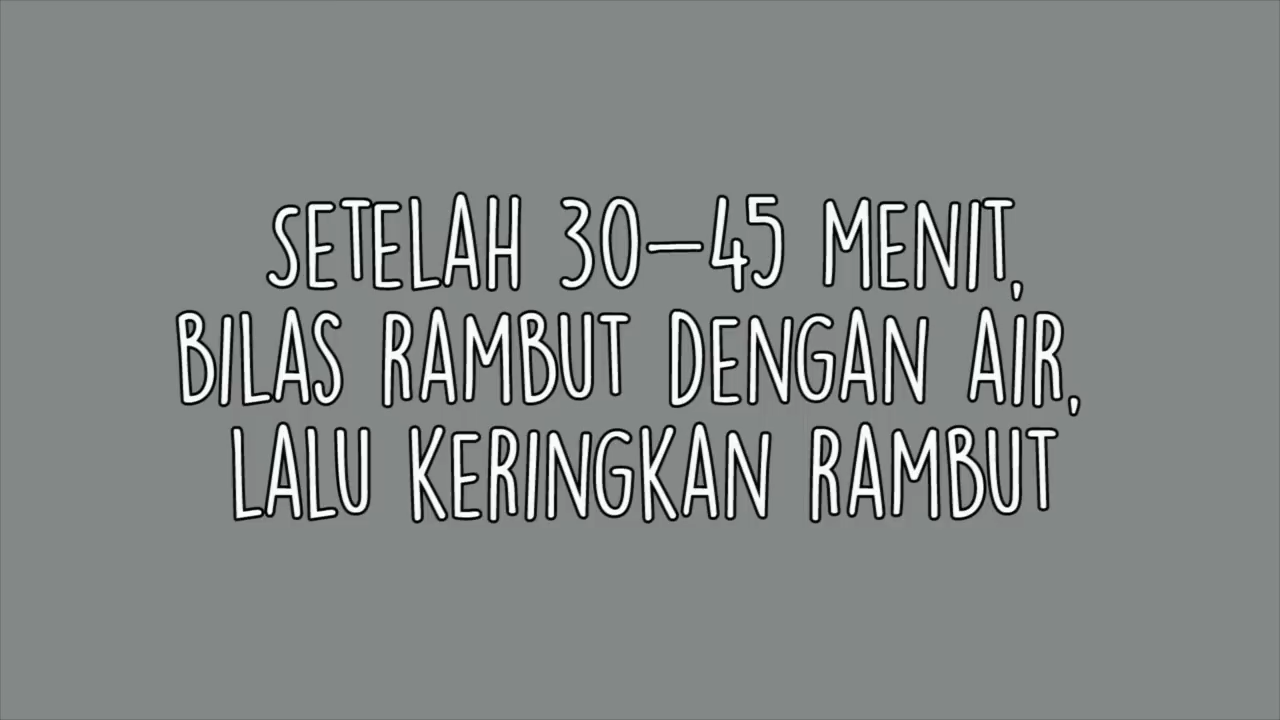 SETELAH 30–45 MENIT,
BILAS RAMBUT DENGAN AIR,
LALU KERINGKAN RAMBUT